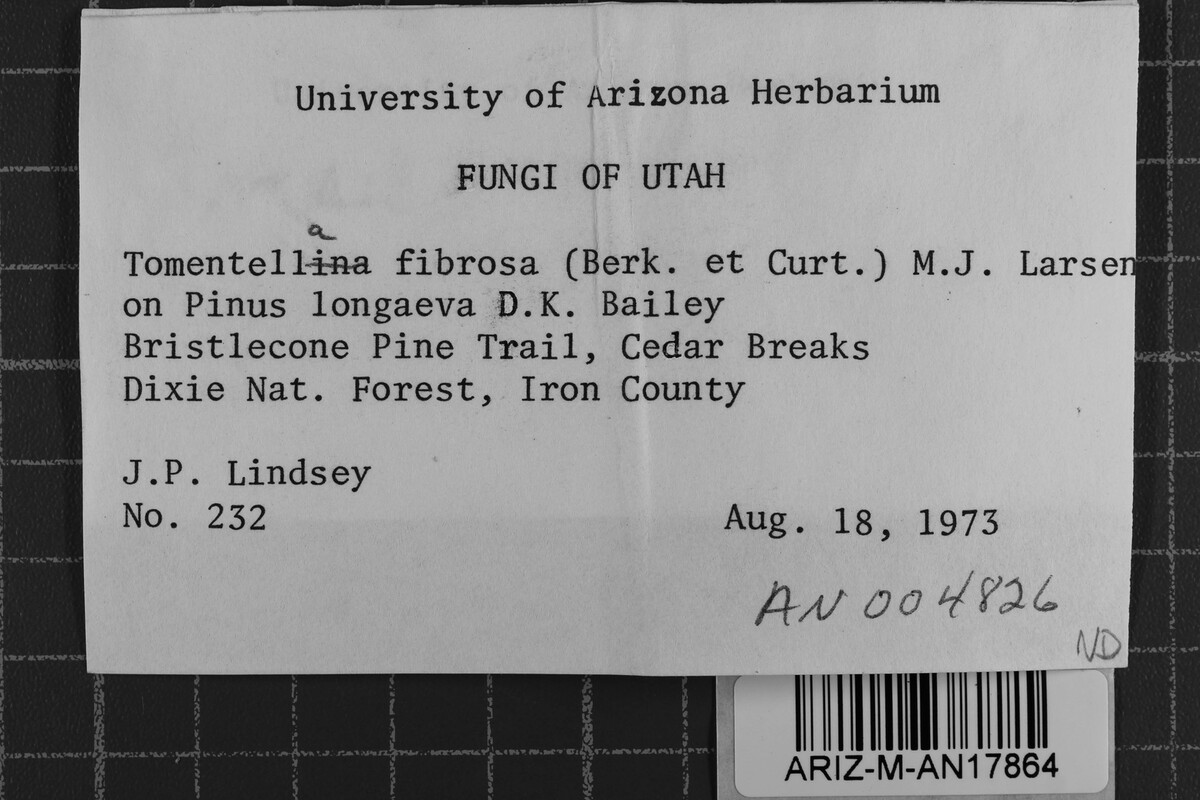 University of Arizona Herbarium
FUNGI OF UTAH
a
Tomentellina fibrosa (Berk. et Curt.) M.J. Larsen
on Pinus longaeva D.K. Bailey
Bristlecone Pine Trail, Cedar Breaks
Dixie Nat. Forest, Iron County
J.P. Lindsey
No. 232
Aug. 18, 1973
AN 004826
ND
ARIZ-M-AN17864